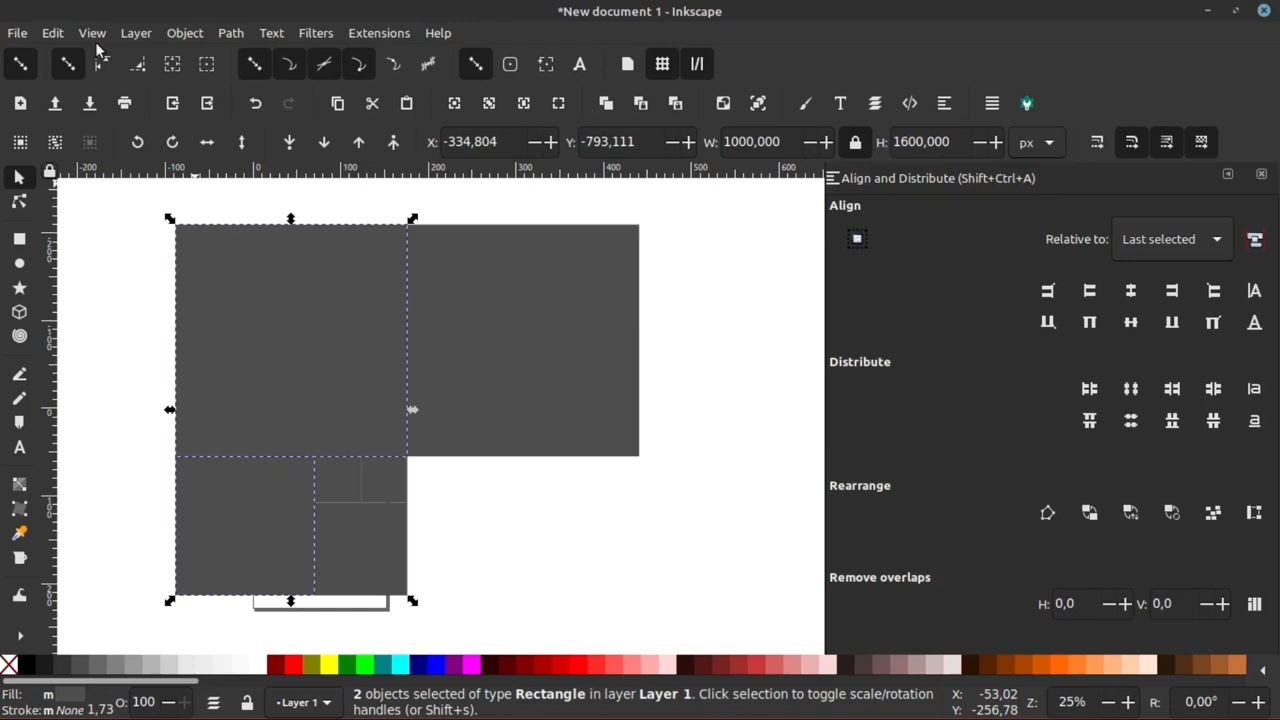 *New document 1 - Inkscape
File Edit View Layer Object Path Text Filters Extensions Help
X: -334,804 Y: -793,111 W: 1000,000 H: 1600,000 px
-200 -100 0 100 200 300 400 500 600
Align and Distribute (Shift+Ctrl+A)
Align
Relative to: Last selected
Distribute
Rearrange
Remove overlaps
H: 0,0 V: 0,0
Fill: m O: 100 Layer 1 2 objects selected of type Rectangle in layer Layer 1. Click selection to toggle scale/rotation X: -53,02 Z: 25% R: 0,00°
Stroke: m None 1,73 handles (or Shift+s). Y: -256,78